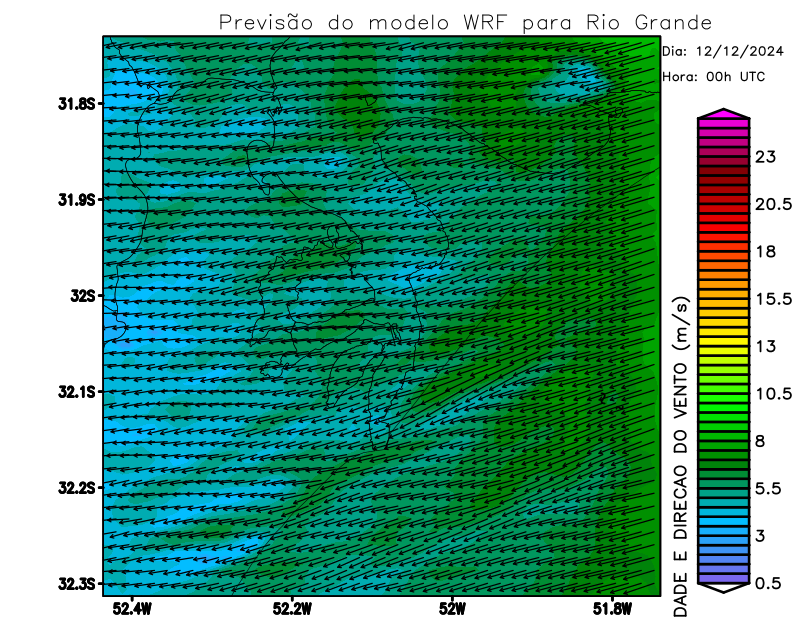 Previsão do modelo WRF para Rio Grande
Dia: 12/12/2024
Hora: 00h UTC
31.8S
31.9S
32S
32.1S
32.2S
32.3S
52.4W
52.2W
52W
51.8W
23
20.5
18
15.5
13
10.5
8
5.5
3
0.5
DADE E DIRECAO DO VENTO (m/s)